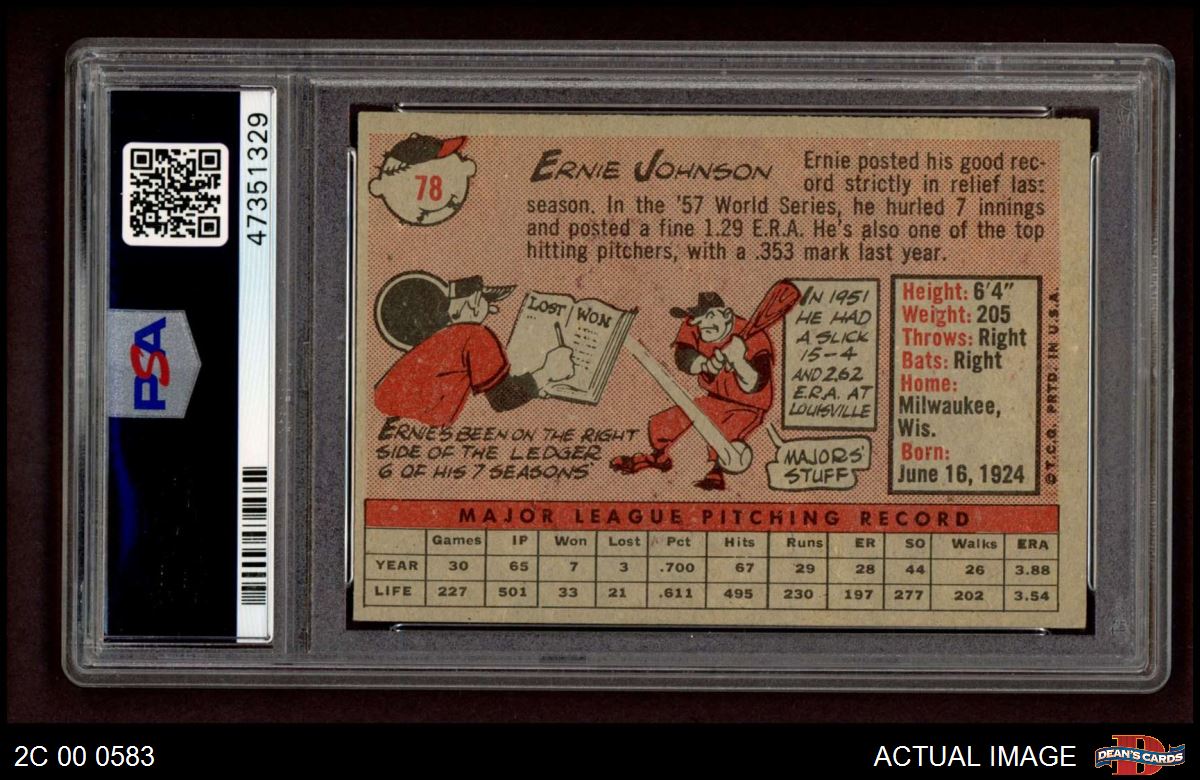 47351329
PSA
78
ERNIE JOHNSON
Ernie posted his good rec-
ord strictly in relief last
season. In the '57 World Series, he hurled 7 innings
and posted a fine 1.29 E.R.A. He's also one of the top
hitting pitchers, with a .353 mark last year.
LOST WON
ERNIE'S BEEN ON THE RIGHT
SIDE OF THE LEDGER
6 OF HIS 7 SEASONS
IN 1951
HE HAD
A SLICK
15-4
AND 2.62
E.R.A. AT
LOUISVILLE
MAJORS'
STUFF
Height: 6'4"
Weight: 205
Throws: Right
Bats: Right
Home:
Milwaukee,
Wis.
Born:
June 16, 1924
© T.C.G. PRTD. IN U.S.A.
MAJOR LEAGUE PITCHING RECORD
Games IP Won Lost Pct Hits Runs ER SO Walks ERA
YEAR 30 65 7 3 .700 67 29 28 44 26 3.88
LIFE 227 501 33 21 .611 495 230 197 277 202 3.54
2C 00 0583
ACTUAL IMAGE
DEAN'S CARDS